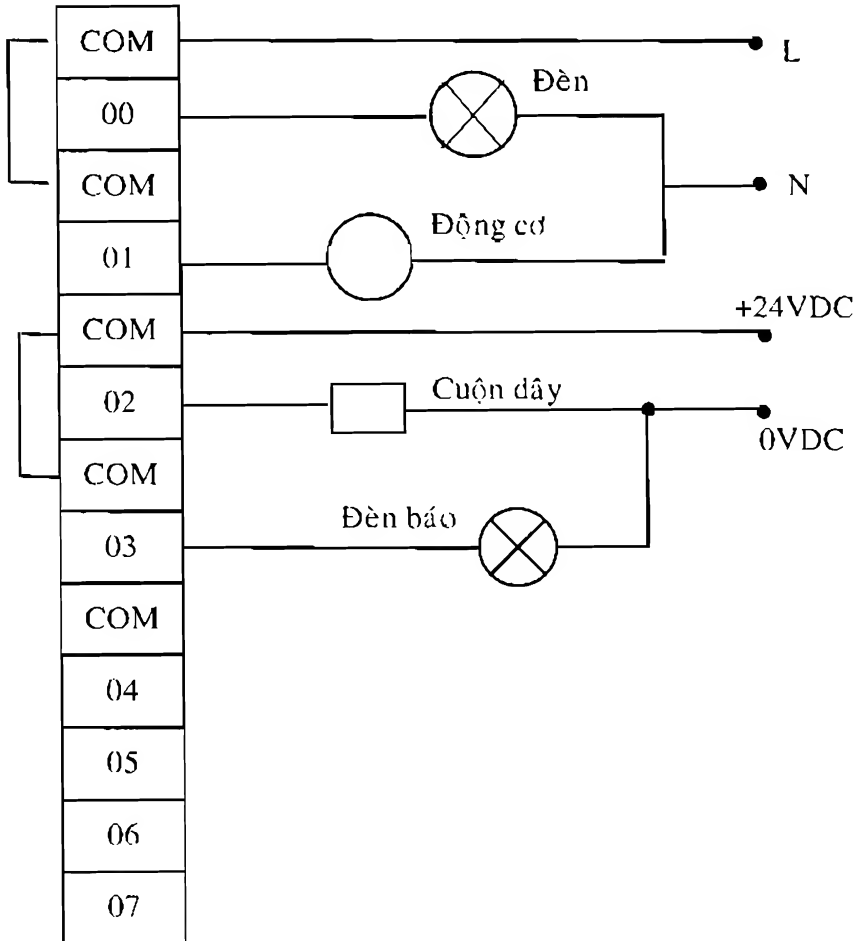 COM
L
Đèn
00
COM
N
Động cơ
01
+24VDC
COM
Cuộn dây
02
0VDC
COM
Đèn báo
03
COM
04
05
06
07